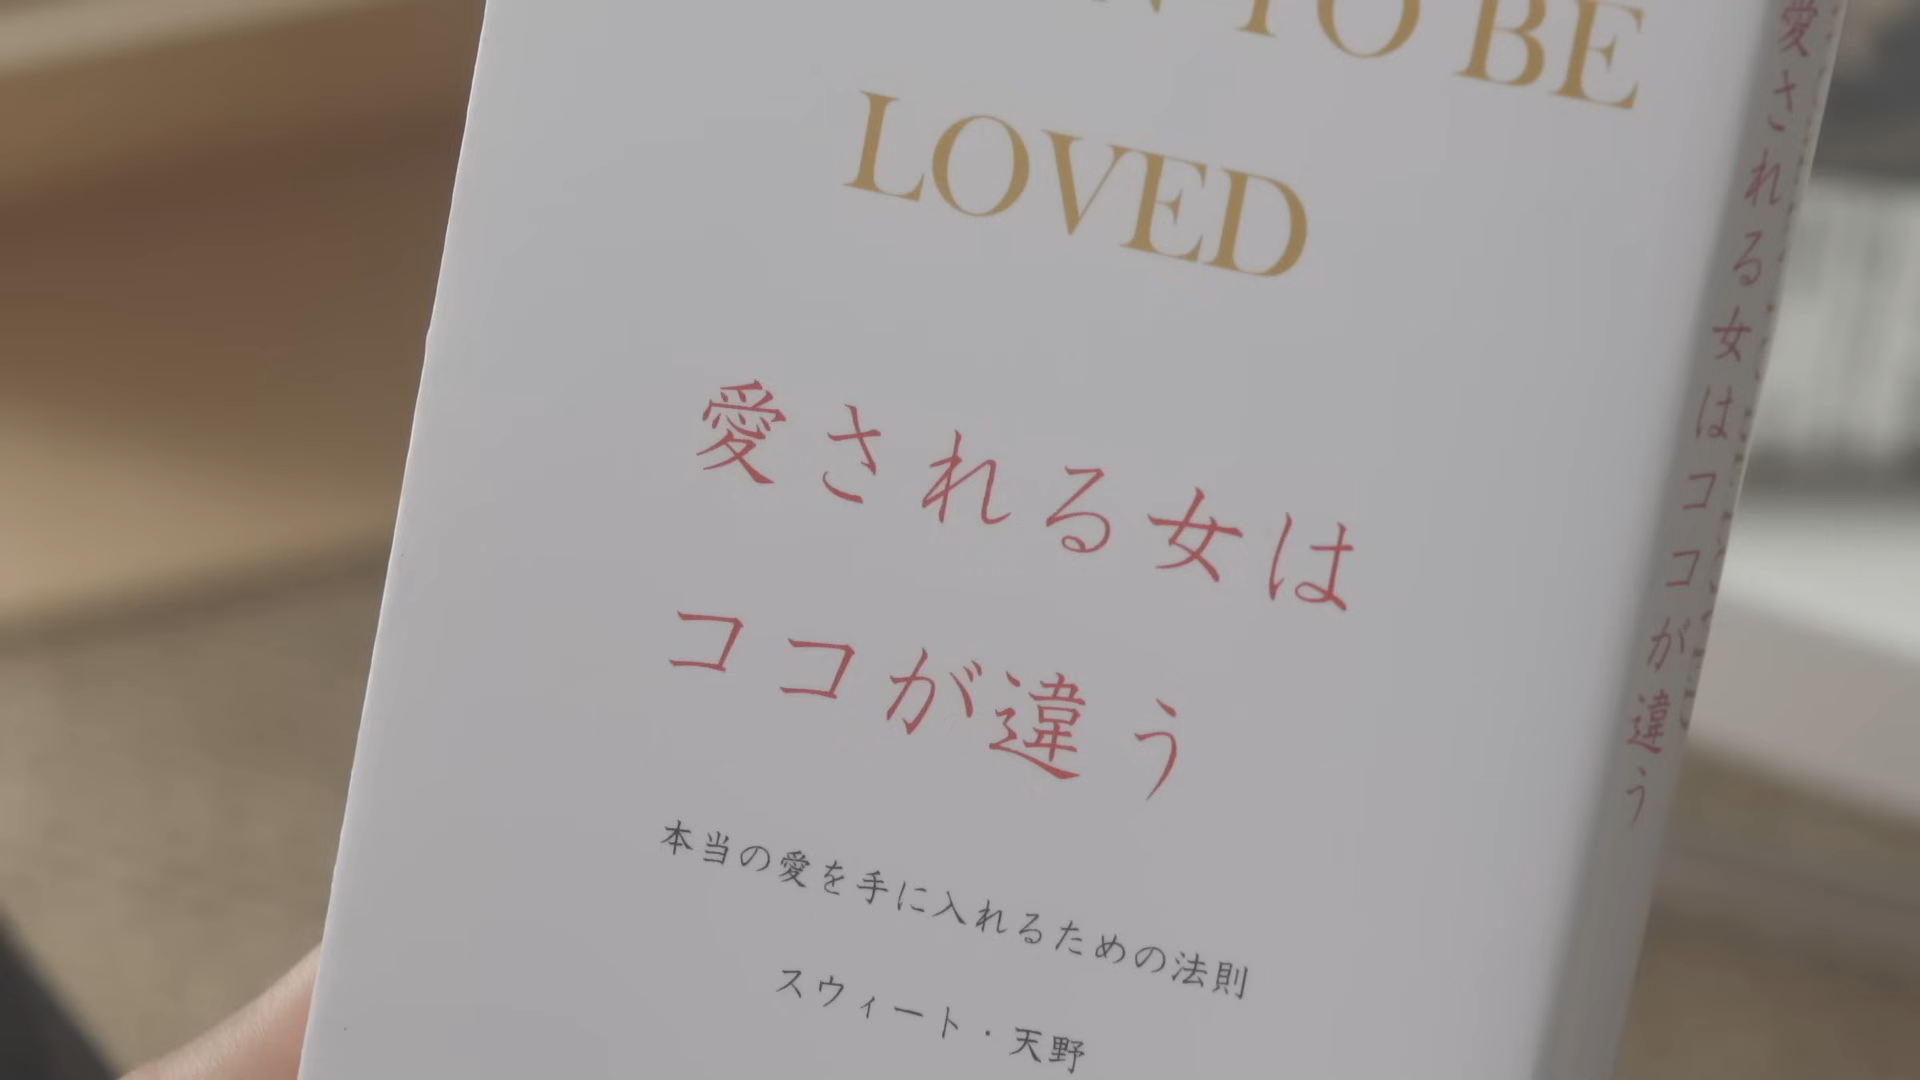 TO BE
LOVED
愛される女は
ココが違う
本当の愛を手に入れるための法則
スウィート・天野
愛される女はココが違う